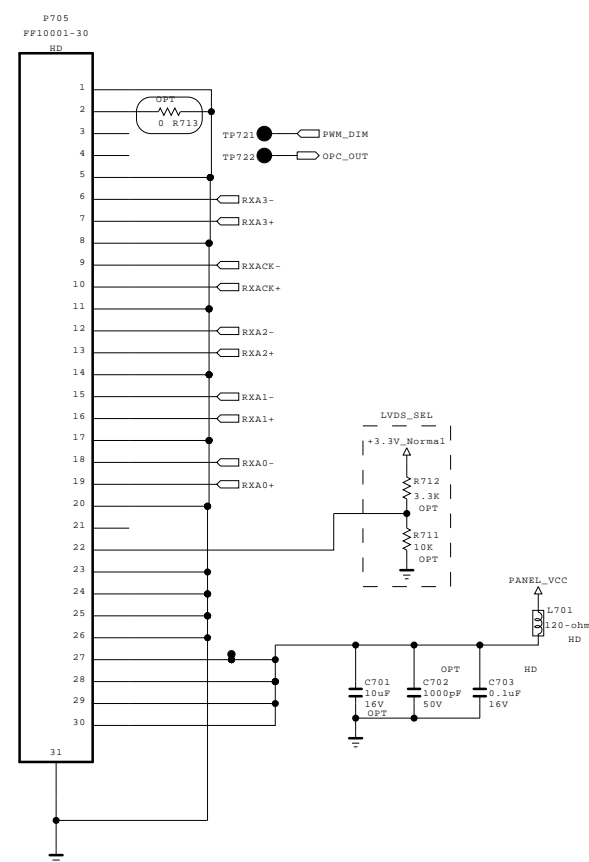 P705
FF10001-30
HD
1
OPT
2
0 R713
3
TP721 PWM_DIM
4
TP722 OPC_OUT
5
6 RXA3-
7 RXA3+
8
9 RXACK-
10 RXACK+
11
12 RXA2-
13 RXA2+
14
15 RXA1-
16 RXA1+
17
18 RXA0-
19 RXA0+
20
21
22
23
24
25
26
27
28
29
30
31
LVDS_SEL
+3.3V_Normal
R712
3.3K
OPT
R711
10K
OPT
PANEL_VCC
L701
120-ohm
HD
OPT
HD
C701
10uF
16V
OPT
C702
1000pF
50V
C703
0.1uF
16V